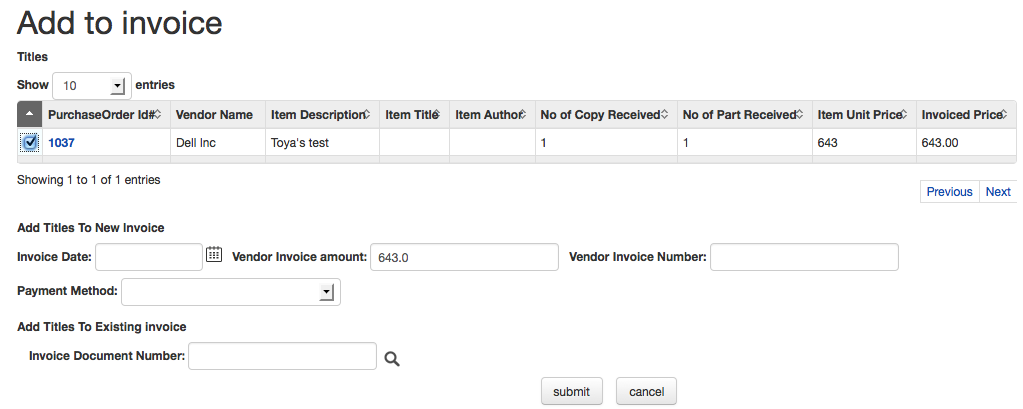 Add to invoice
Titles
Show 10 entries
PurchaseOrder Id# Vendor Name Item Description Item Title Item Author No of Copy Received No of Part Received Item Unit Price Invoiced Price
1037 Dell Inc Toya's test 1 1 643 643.00
Showing 1 to 1 of 1 entries
Previous Next
Add Titles To New Invoice
Invoice Date: Vendor Invoice amount: 643.0 Vendor Invoice Number:
Payment Method:
Add Titles To Existing invoice
Invoice Document Number:
submit cancel